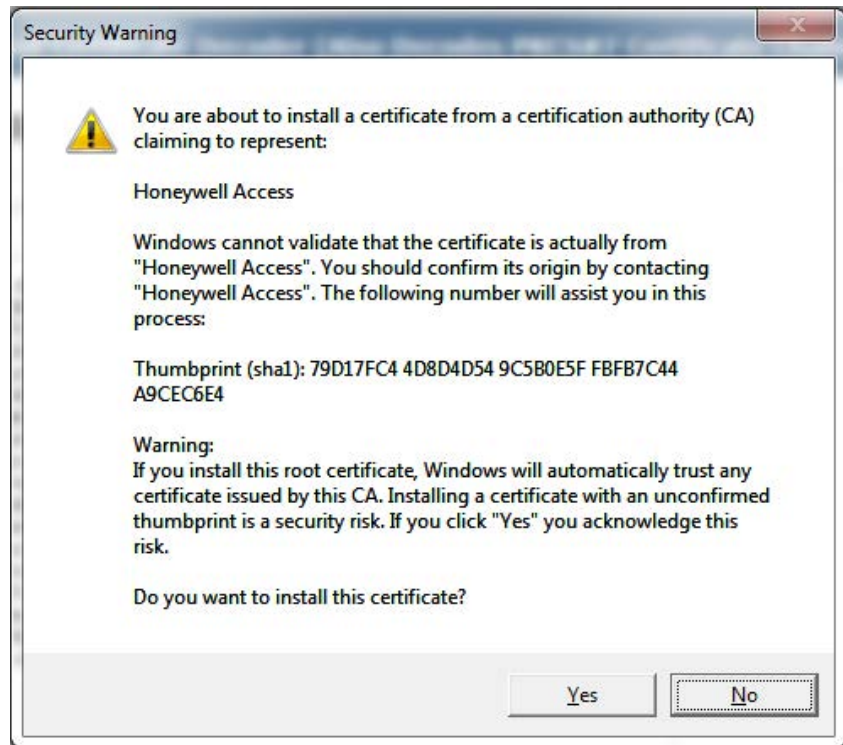 Security Warning
You are about to install a certificate from a certification authority (CA)
claiming to represent:
Honeywell Access
Windows cannot validate that the certificate is actually from
"Honeywell Access". You should confirm its origin by contacting
"Honeywell Access". The following number will assist you in this
process:
Thumbprint (sha1): 79D17FC4 4D8D4D54 9C5B0E5F FBFB7C44
A9CEC6E4
Warning:
If you install this root certificate, Windows will automatically trust any
certificate issued by this CA. Installing a certificate with an unconfirmed
thumbprint is a security risk. If you click "Yes" you acknowledge this
risk.
Do you want to install this certificate?
Yes
No